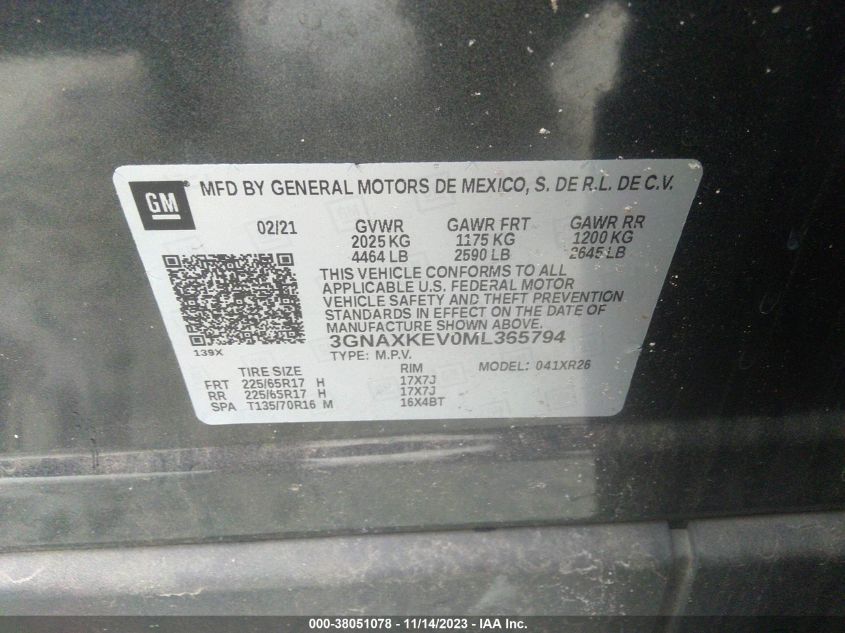 GM MFD BY GENERAL MOTORS DE MEXICO, S. DE R.L. DE C.V.
02/21 GVWR GAWR FRT GAWR RR
2025 KG 1175 KG 1200 KG
4464 LB 2590 LB 2645 LB
THIS VEHICLE CONFORMS TO ALL
APPLICABLE U.S. FEDERAL MOTOR
VEHICLE SAFETY AND THEFT PREVENTION
STANDARDS IN EFFECT ON THE DATE OF
MANUFACTURE SHOWN ABOVE.
3GNAXKEV0ML365794
139X
TYPE: M.P.V. MODEL: 041XR26
TIRE SIZE RIM
FRT 225/65R17 H 17X7J
RR 225/65R17 H 17X7J
SPA T135/70R16 M 16X4BT
000-38051078 - 11/14/2023 - IAA Inc.